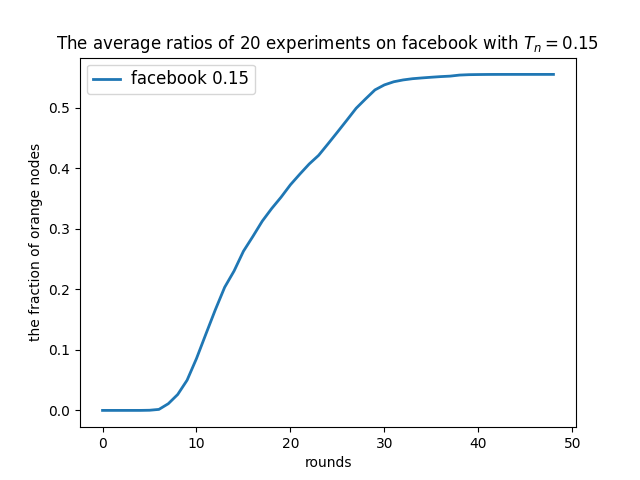 The average ratios of 20 experiments on facebook with $T_n = 0.15$
facebook 0.15
the fraction of orange nodes
0.5
0.4
0.3
0.2
0.1
0.0
0 10 20 30 40 50
rounds